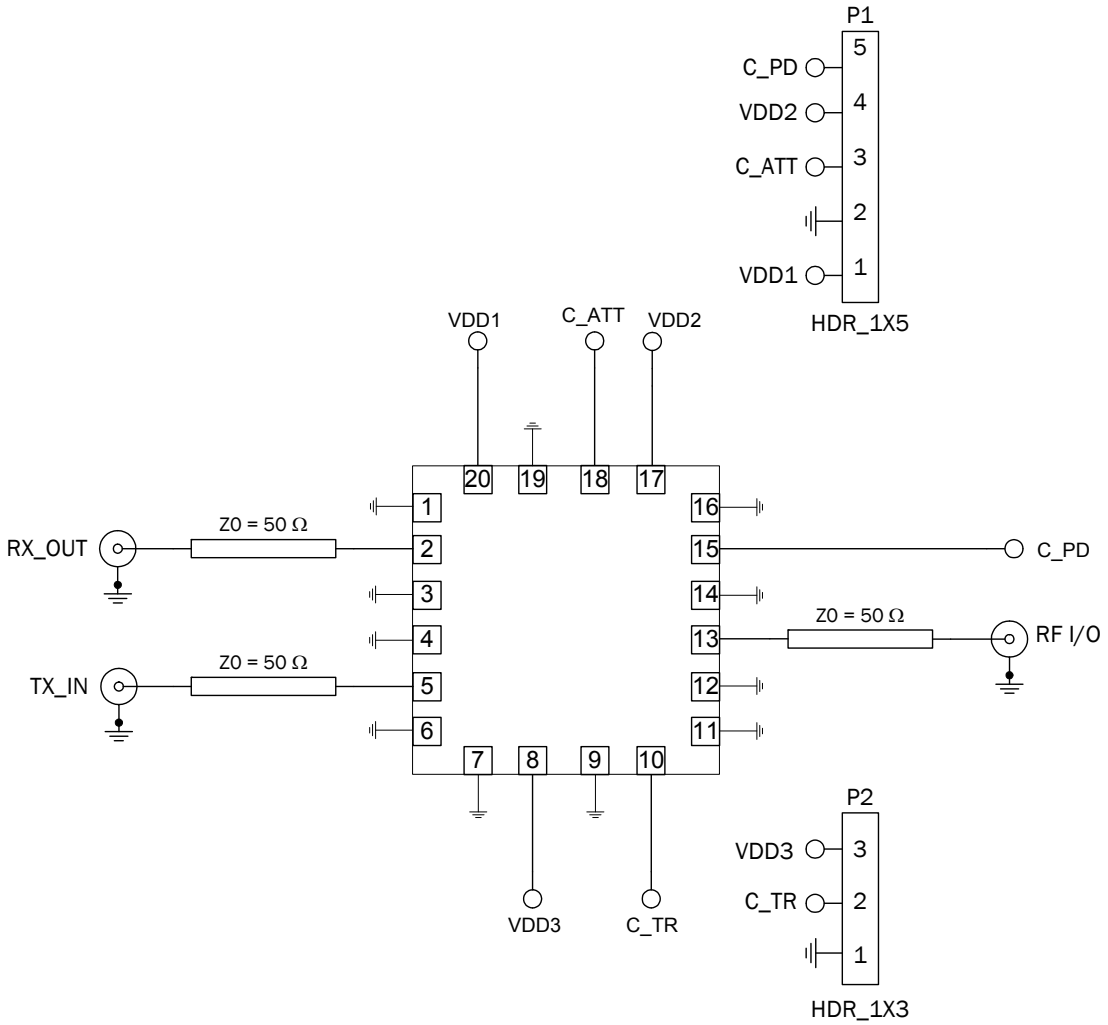 P1
5
C_PD
4
VDD2
3
C_ATT
2
1
VDD1
HDR_1X5
VDD1
C_ATT
VDD2
20
19
18
17
1
16
RX_OUT
Z0 = 50 Ω
2
15
C_PD
3
14
4
13
Z0 = 50 Ω
RF I/O
TX_IN
Z0 = 50 Ω
5
12
6
11
7
8
9
10
VDD3
C_TR
P2
VDD3
3
C_TR
2
1
HDR_1X3